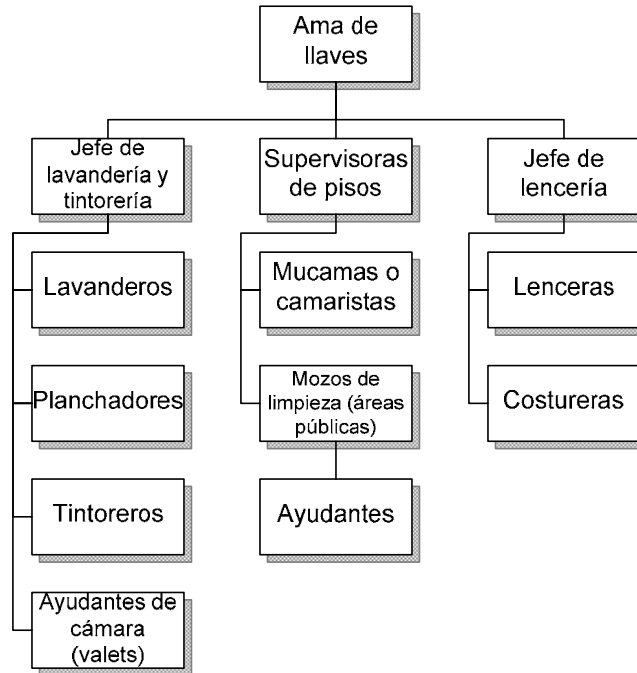 Ama de
llaves
Jefe de
lavandería y
tintorería
Supervisoras
de pisos
Jefe de
lencería
Lavanderos
Mucamas o
camaristas
Lenceras
Planchadores
Mozos de
limpieza (áreas
públicas)
Costureras
Tintoreros
Ayudantes
Ayudantes de
cámara
(valets)